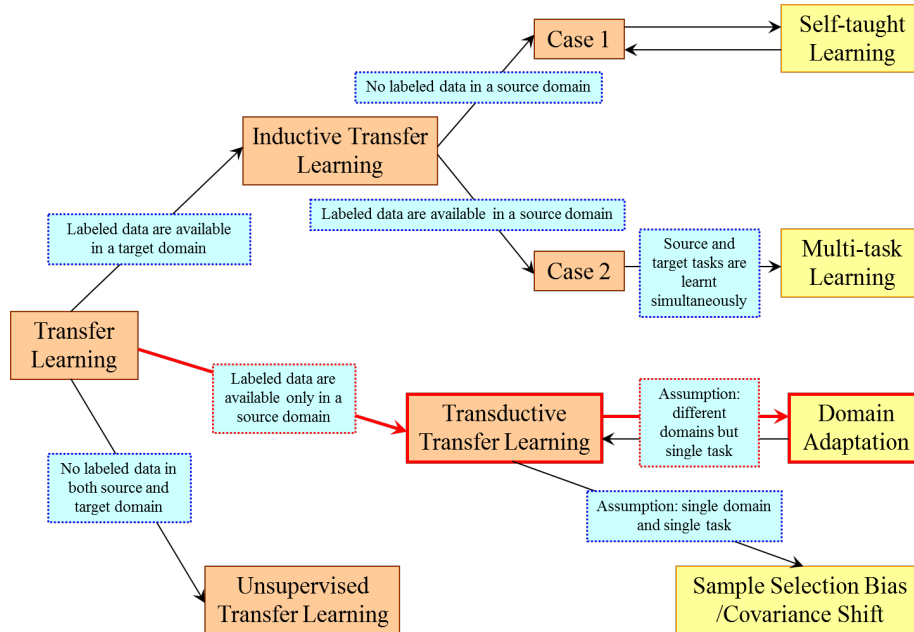 Case 1
Self-taught
Learning
No labeled data in a source domain
Inductive Transfer
Learning
Labeled data are available
in a target domain
Labeled data are available in a source domain
Case 2
Source and
target tasks are
learnt
simultaneously
Multi-task
Learning
Transfer
Learning
Labeled data are
available only in a
source domain
Transductive
Transfer Learning
Assumption:
different
domains but
single task
Domain
Adaptation
No labeled data in
both source and
target domain
Assumption: single domain
and single task
Unsupervised
Transfer Learning
Sample Selection Bias
/Covariance Shift